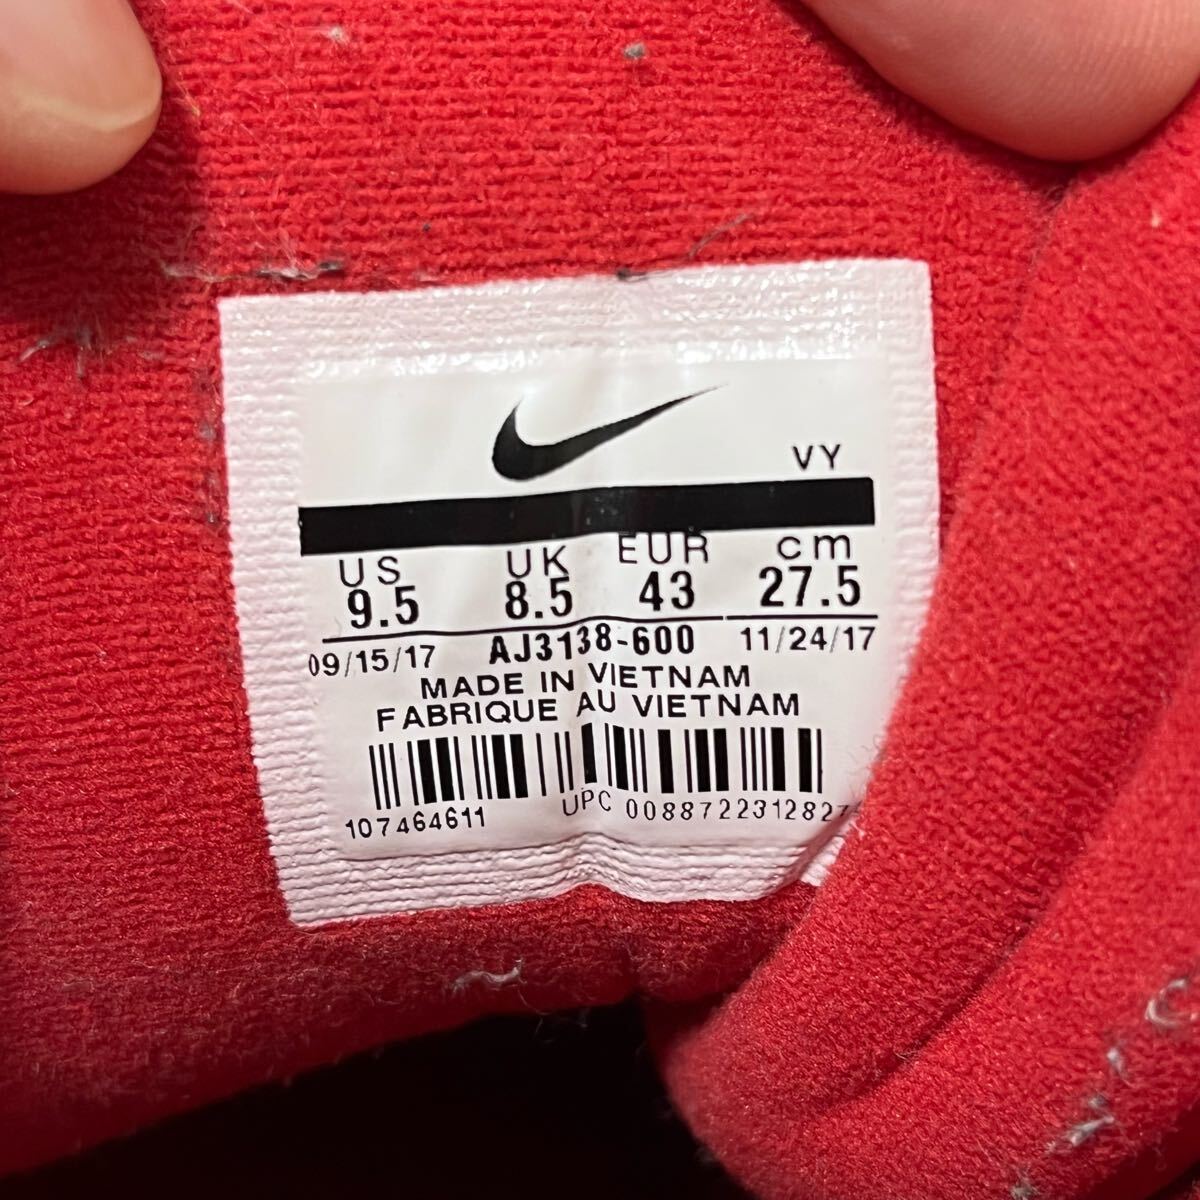 VY
US UK EUR cm
9.5 8.5 43 27.5
09/15/17 AJ3138-600 11/24/17
MADE IN VIETNAM
FABRIQUE AU VIETNAM
107464611 UPC 0088722312827